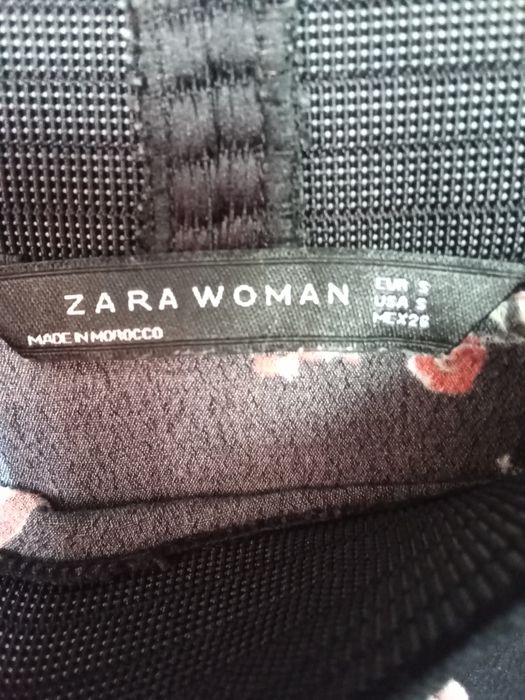 ZARA WOMAN
MADE IN MOROCCO
EUR S
USA S
MEX 26